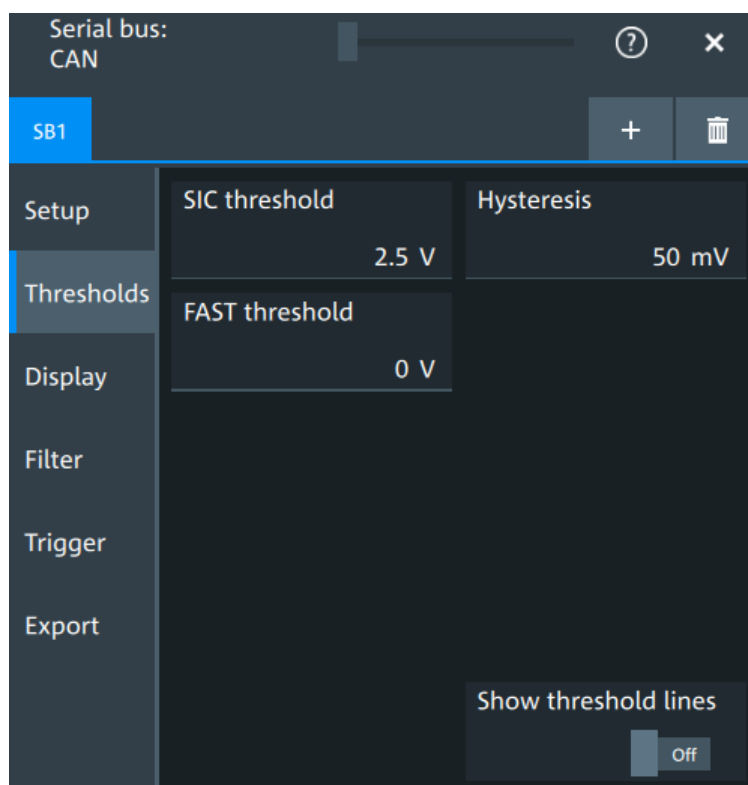 Serial bus:
CAN
?
SB1
+
Setup
SIC threshold
2.5 V
Hysteresis
50 mV
Thresholds
FAST threshold
0 V
Display
Filter
Trigger
Export
Show threshold lines
Off